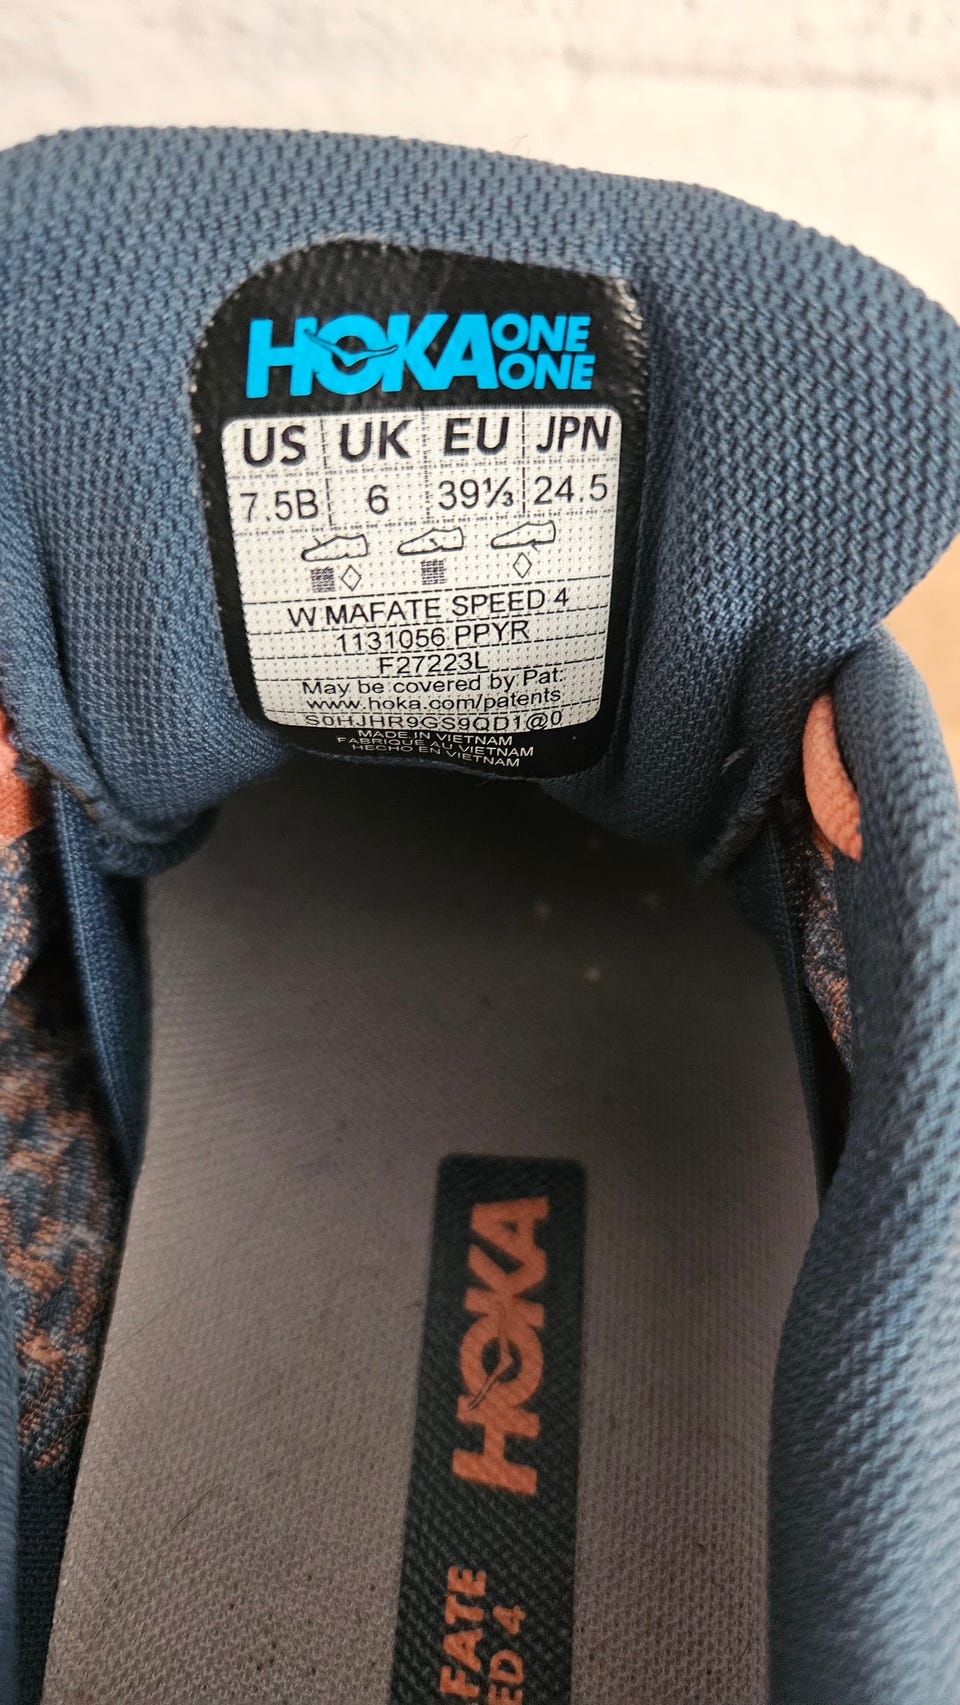 HOKA ONE ONE
US UK EU JPN
7.5B 6 39⅓ 24.5
W MAFATE SPEED 4
1131056 PPYR
F27223L
May be covered by Pat:
www.hoka.com/patents
S0HJHR9GS9QD1@0
MADE IN VIETNAM
FABRIQUE AU VIETNAM
HECHO EN VIETNAM
HOKA
FATE
ED 4